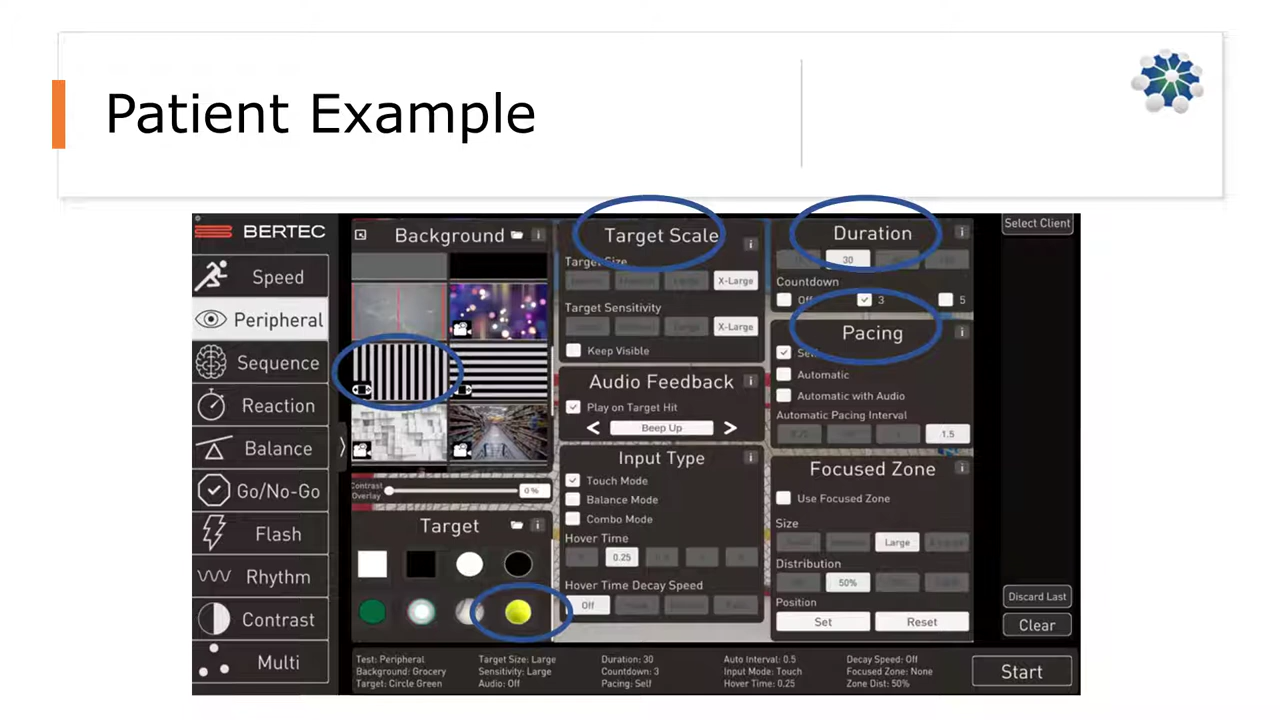 Patient Example
BERTEC
Speed
Peripheral
Sequence
Reaction
Balance
Go/No-Go
Flash
Rhythm
Contrast
Multi
Background
Contrast
Overlay
0 %
Target
Target Scale
Target Size
X-Large
Target Sensitivity
X-Large
Keep Visible
Audio Feedback
Play on Target Hit
Beep Up
Input Type
Touch Mode
Balance Mode
Combo Mode
Hover Time
0.25
Hover Time Decay Speed
Off
Duration
30
Countdown
Off 3 5
Pacing
Automatic
Automatic with Audio
Automatic Pacing Interval
1.5
Focused Zone
Use Focused Zone
Size
Large
Distribution
50%
Position
Set Reset
Select Client
Discard Last
Clear
Start
Test: Peripheral
Background: Grocery
Target: Circle Green
Target Size: Large
Sensitivity: Large
Audio: Off
Duration: 30
Countdown: 3
Pacing: Self
Auto Interval: 0.5
Input Mode: Touch
Hover Time: 0.25
Decay Speed: Off
Focused Zone: None
Zone Dist: 50%